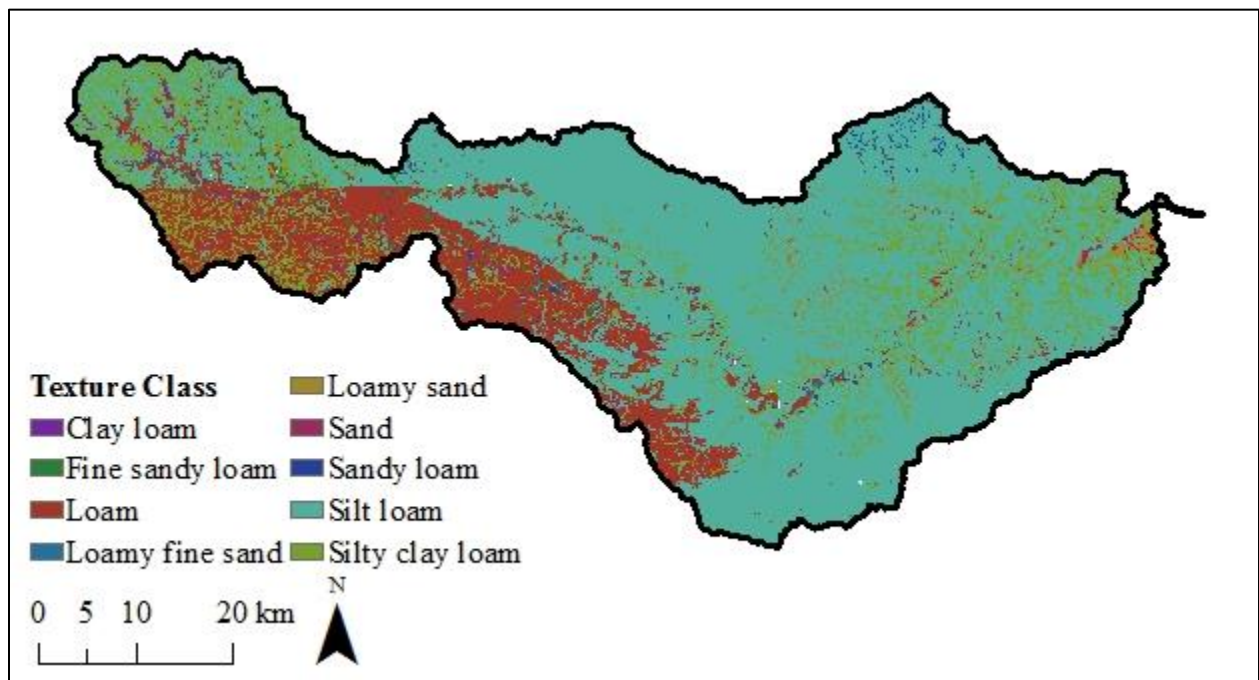 Texture Class
Clay loam
Fine sandy loam
Loam
Loamy fine sand
Loamy sand
Sand
Sandy loam
Silt loam
Silty clay loam
N
0 5 10 20 km